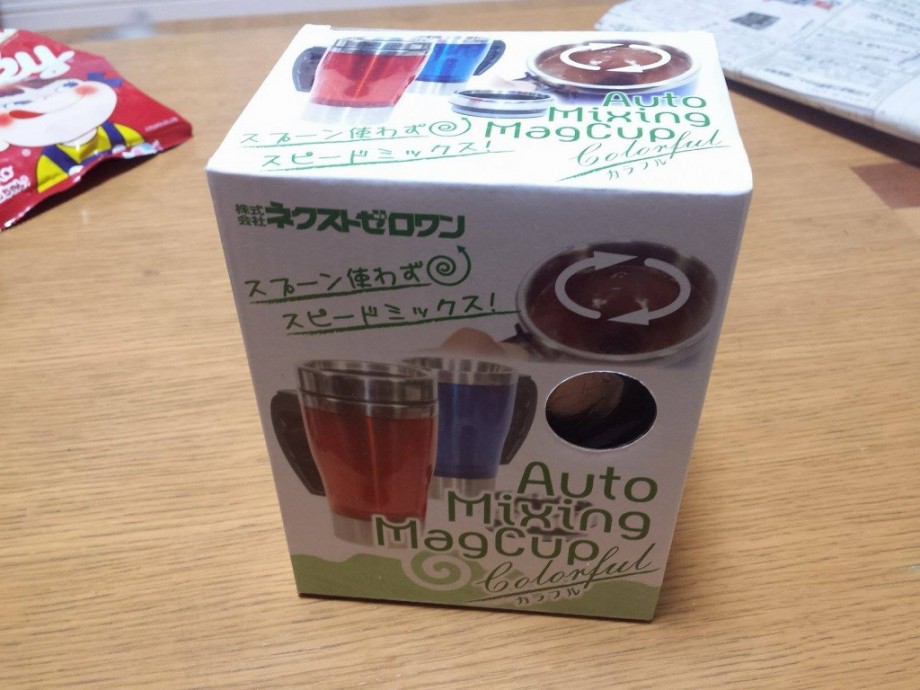 スプーン使わず
スピードミックス!
Auto
Mixing
MagCup
Colorful
カラフル
株式会社ネクストゼロワン
スプーン使わず
スピードミックス!
Auto
Mixing
MagCup
Colorful
カラフル